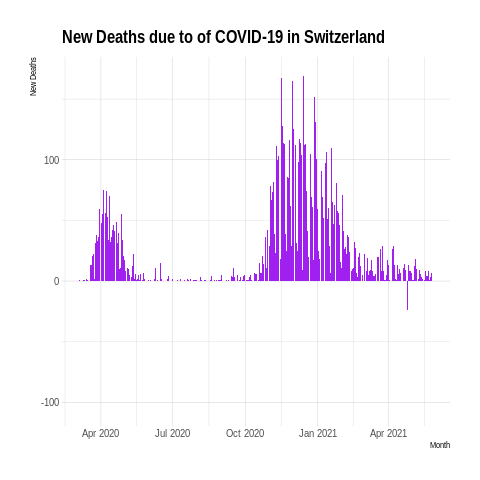 New Deaths due to of COVID-19 in Switzerland
New Deaths
100
0
-100
Apr 2020
Jul 2020
Oct 2020
Jan 2021
Apr 2021
Month